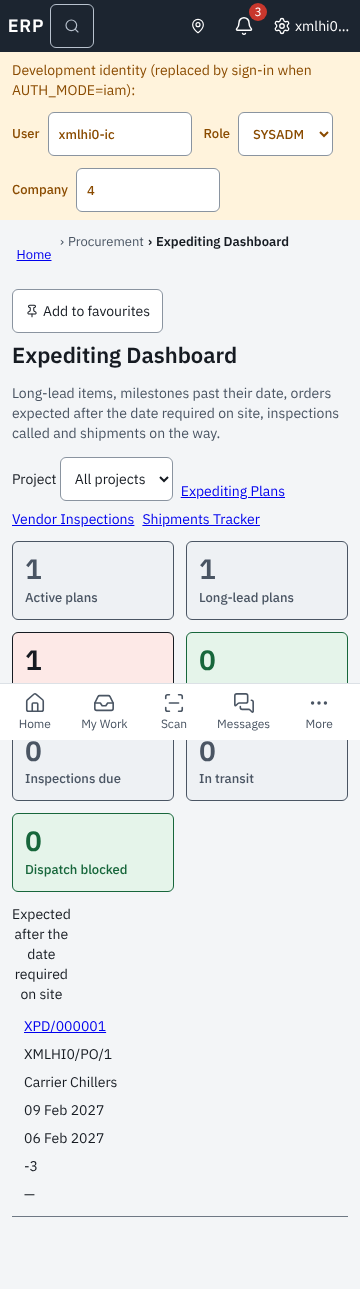 ERP
3
xmlhi0...
Development identity (replaced by sign-in when
AUTH_MODE=iam):
User xmlhi0-ic Role SYSADM
Company 4
Home › Procurement › Expediting Dashboard
Add to favourites
Expediting Dashboard
Long-lead items, milestones past their date, orders
expected after the date required on site, inspections
called and shipments on the way.
Project All projects Expediting Plans
Vendor Inspections Shipments Tracker
1 1
Active plans Long-lead plans
1 0
Home My Work Scan Messages More
0 0
Inspections due In transit
0
Dispatch blocked
Expected
after the
date
required
on site
XPD/000001
XMLHI0/PO/1
Carrier Chillers
09 Feb 2027
06 Feb 2027
-3
—